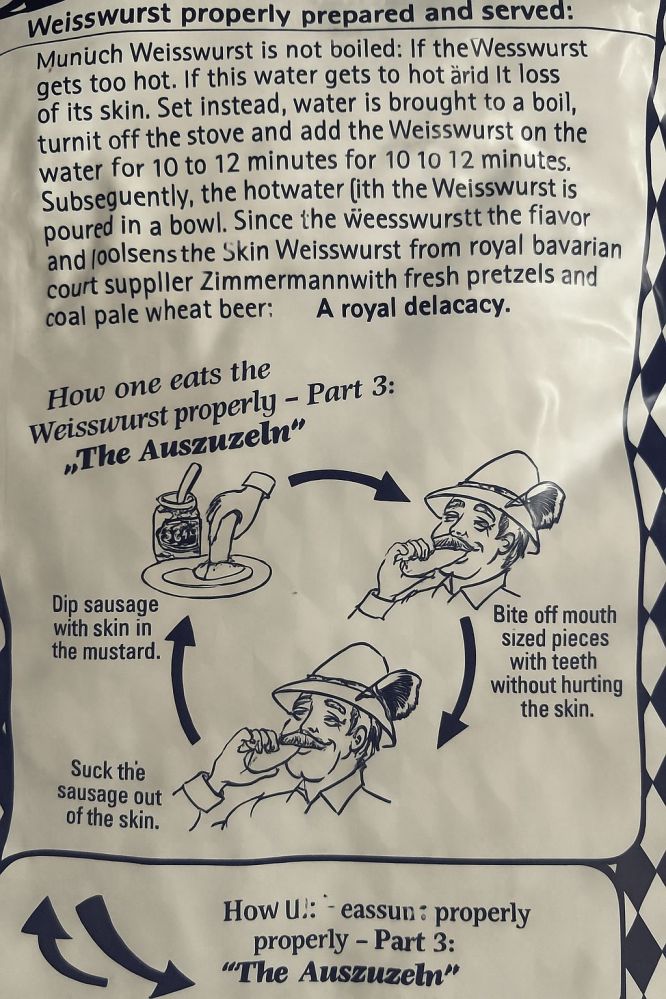 Weisswurst properly prepared and served:
Munuch Weisswurst is not boiled: If the Wesswurst
gets too hot. If this water gets to hot ärid It loss
of its skin. Set instead, water is brought to a boil,
turnit off the stove and add the Weisswurst on the
water for 10 to 12 minutes for 10 10 12 minutes.
Subseguently, the hotwater (ith the Weisswurst is
poured in a bowl. Since the ẅeesswurstt the fiavor
and loolsens the Skin Weisswurst from royal bavarian
court suppller Zimmermannwith fresh pretzels and
coal pale wheat beer: A royal delacacy.
How one eats the
Weisswurst properly – Part 3:
„The Auszuzeln”
Dip sausage
with skin in
the mustard.
Bite off mouth
sized pieces
with teeth
without hurting
the skin.
Suck the
sausage out
of the skin.
How properly
properly – Part 3:
“The Auszuzeln”